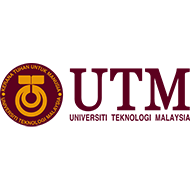 KERANA TUHAN UNTUK MANUSIA
UNIVERSITI TEKNOLOGI MALAYSIA
UTM
UNIVERSITI TEKNOLOGI MALAYSIA